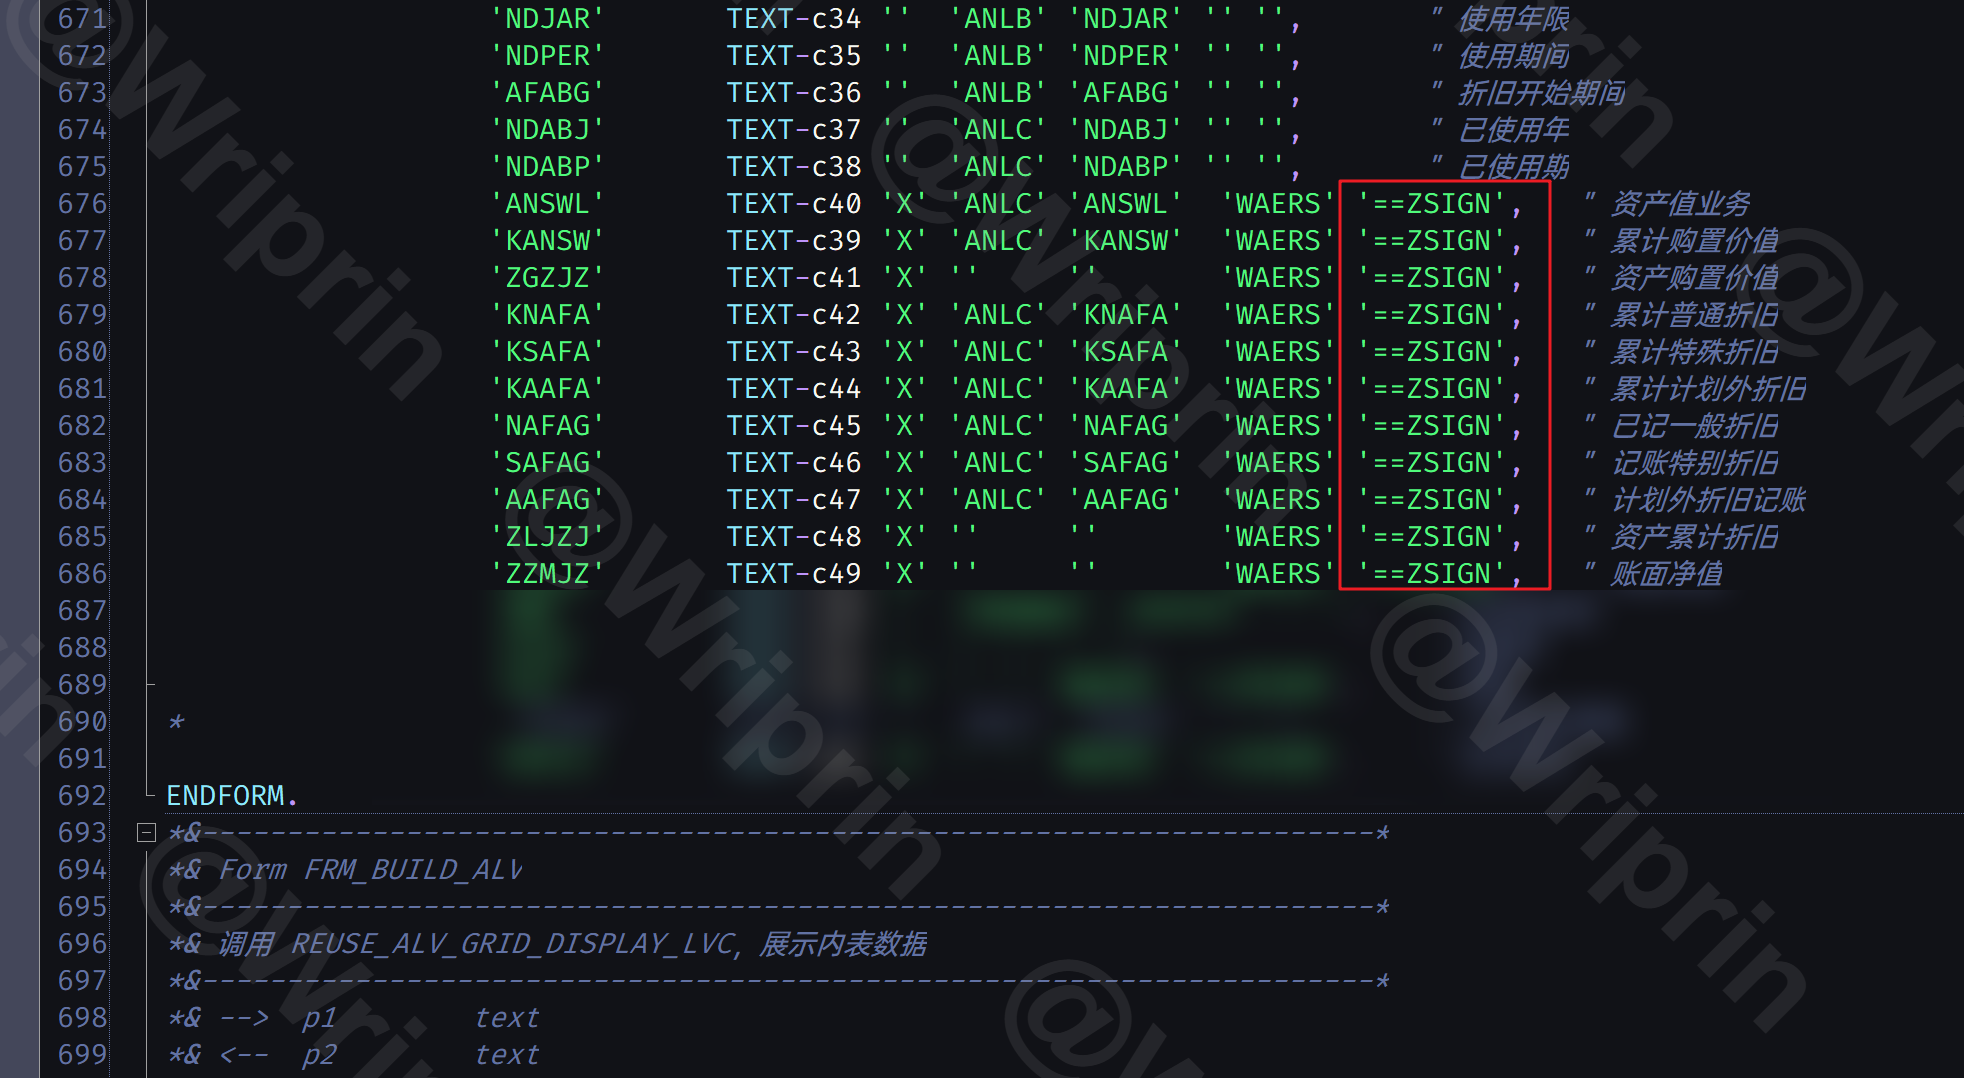 671 'NDJAR' TEXT-c34 '' 'ANLB' 'NDJAR' '' '', " 使用年限
672 'NDPER' TEXT-c35 '' 'ANLB' 'NDPER' '' '', " 使用期间
673 'AFABG' TEXT-c36 '' 'ANLB' 'AFABG' '' '', " 折旧开始期间
674 'NDABJ' TEXT-c37 '' 'ANLC' 'NDABJ' '' '', " 已使用年
675 'NDABP' TEXT-c38 '' 'ANLC' 'NDABP' '' '', " 已使用期
676 'ANSWL' TEXT-c40 'X' 'ANLC' 'ANSWL' 'WAERS' '==ZSIGN', " 资产值业务
677 'KANSW' TEXT-c39 'X' 'ANLC' 'KANSW' 'WAERS' '==ZSIGN', " 累计购置价值
678 'ZGZJZ' TEXT-c41 'X' '' '' 'WAERS' '==ZSIGN', " 资产购置价值
679 'KNAFA' TEXT-c42 'X' 'ANLC' 'KNAFA' 'WAERS' '==ZSIGN', " 累计普通折旧
680 'KSAFA' TEXT-c43 'X' 'ANLC' 'KSAFA' 'WAERS' '==ZSIGN', " 累计特殊折旧
681 'KAAFA' TEXT-c44 'X' 'ANLC' 'KAAFA' 'WAERS' '==ZSIGN', " 累计计划外折旧
682 'NAFAG' TEXT-c45 'X' 'ANLC' 'NAFAG' 'WAERS' '==ZSIGN', " 已记一般折旧
683 'SAFAG' TEXT-c46 'X' 'ANLC' 'SAFAG' 'WAERS' '==ZSIGN', " 记账特别折旧
684 'AAFAG' TEXT-c47 'X' 'ANLC' 'AAFAG' 'WAERS' '==ZSIGN', " 计划外折旧记账
685 'ZLJZJ' TEXT-c48 'X' '' '' 'WAERS' '==ZSIGN', " 资产累计折旧
686 'ZZMJZ' TEXT-c49 'X' '' '' 'WAERS' '==ZSIGN', " 账面净值
687
688
689
690 *
691
692 ENDFORM.
693 *&---------------------------------------------------------------------*
694 *& Form FRM_BUILD_ALV
695 *&---------------------------------------------------------------------*
696 *& 调用 REUSE_ALV_GRID_DISPLAY_LVC, 展示内表数据
697 *&---------------------------------------------------------------------*
698 *& --> p1 text
699 *& <-- p2 text
@Wriprin
@Wriprin
@Wriprin
@Wriprin